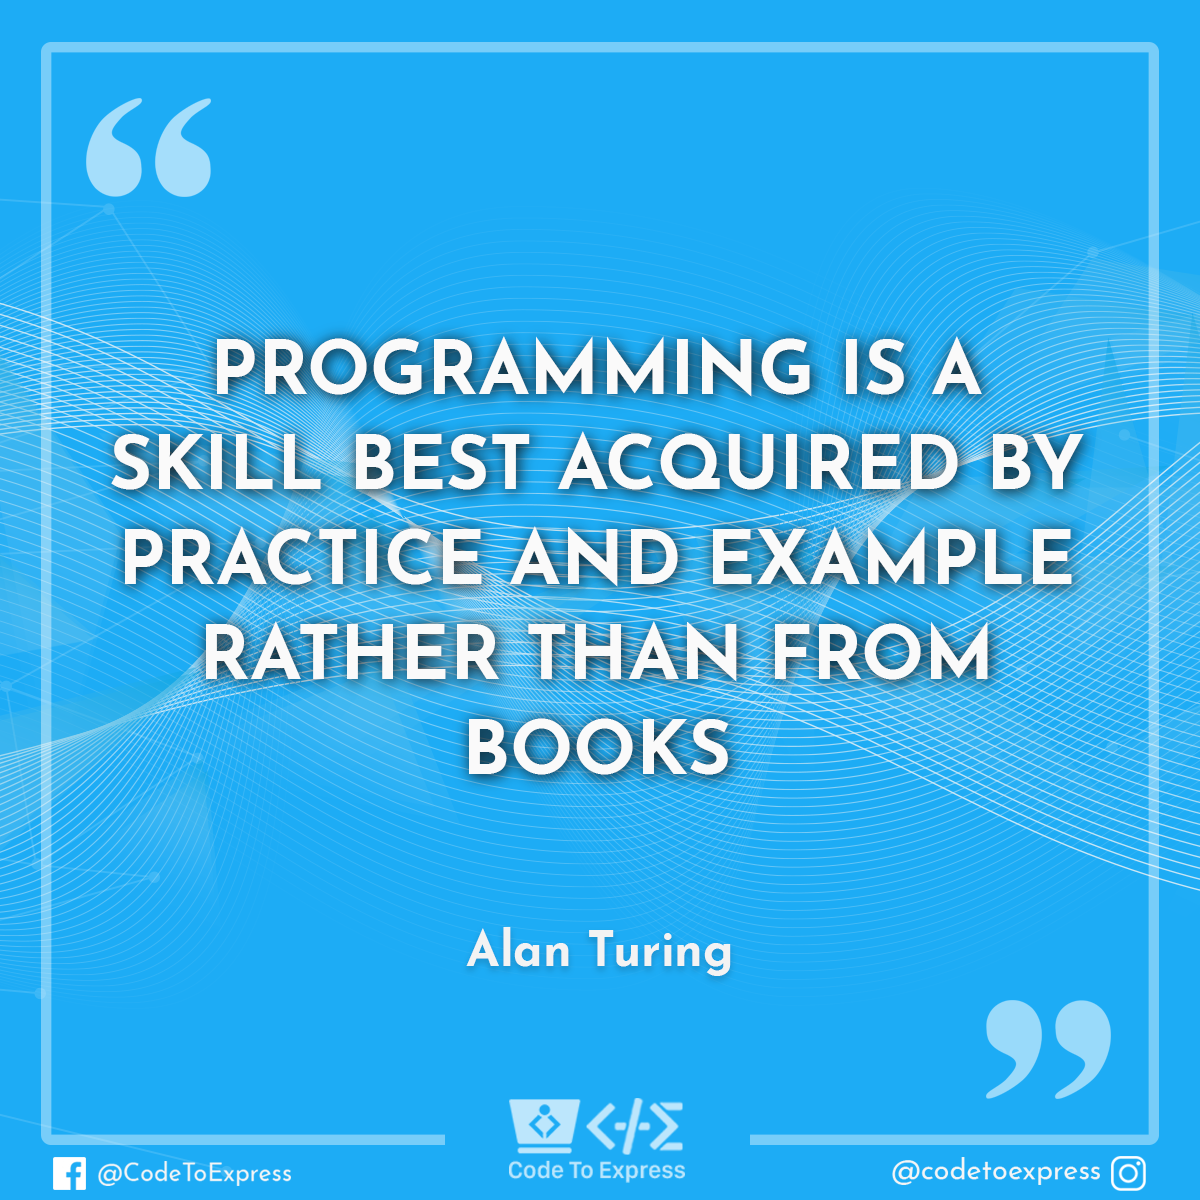 “
PROGRAMMING IS A
SKILL BEST ACQUIRED BY
PRACTICE AND EXAMPLE
RATHER THAN FROM
BOOKS
Alan Turing
”
Code To Express
@CodeToExpress
@codetoexpress